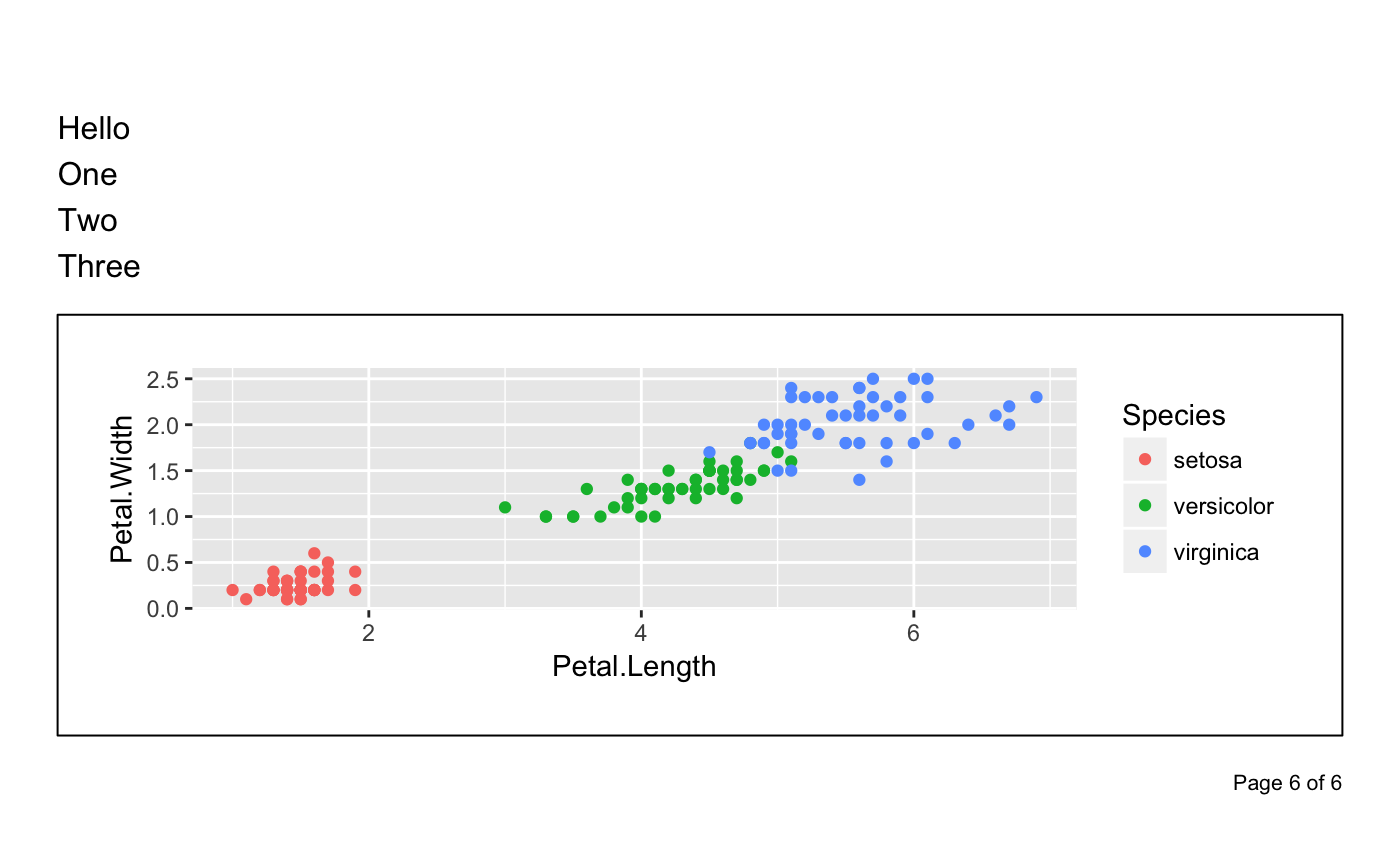 Hello
One
Two
Three
2.5
2.0
1.5
1.0
0.5
0.0
Petal.Width
2 4 6
Petal.Length
Species
setosa
versicolor
virginica
Page 6 of 6